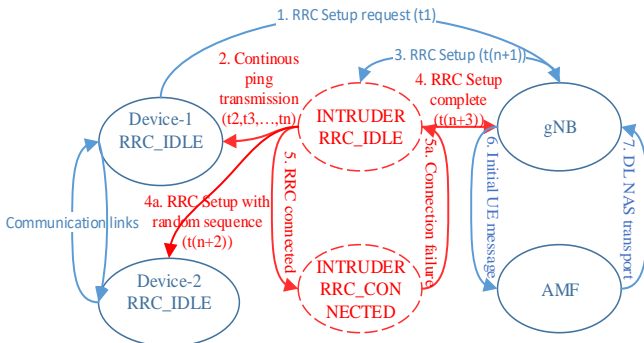 1. RRC Setup request (t1)
2. Continous
ping
transmission
(t2,t3,…,tn)
3. RRC Setup (t(n+1))
4. RRC Setup
complete
(t(n+3))
Device-1
RRC_IDLE
INTRUDER
RRC_IDLE
gNB
5. RRC connected
5a. Connection failure
6. Initial UE message
7. DL NAS transport
4a. RRC Setup with
random sequence
(t(n+2))
Communication links
Device-2
RRC_IDLE
INTRUDER
RRC_CON
NECTED
AMF